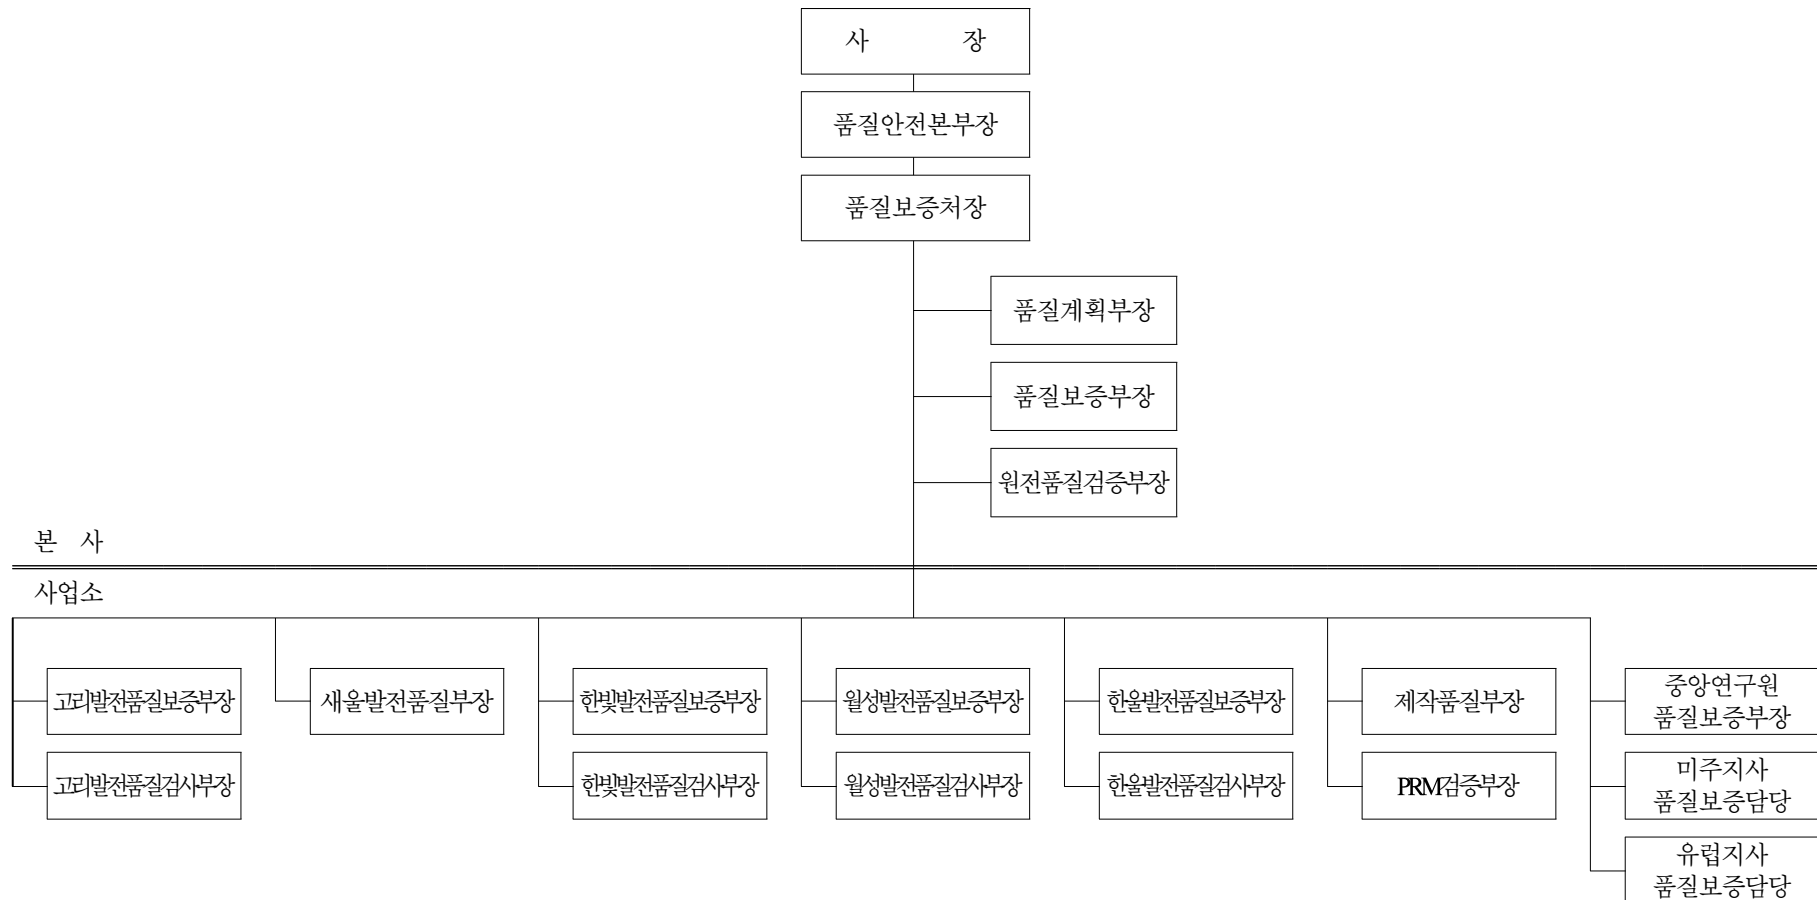 사 장
품질안전본부장
품질보증처장
품질계획부장
품질보증부장
원전품질검증부장
본 사
사업소
고리발전품질보증부장
새울발전품질부장
한빛발전품질보증부장
월성발전품질보증부장
한울발전품질보증부장
제작품질부장
중앙연구원
품질보증부장
고리발전품질검사부장
한빛발전품질검사부장
월성발전품질검사부장
한울발전품질검사부장
PRM검증부장
미주지사
품질보증담당
유럽지사
품질보증담당